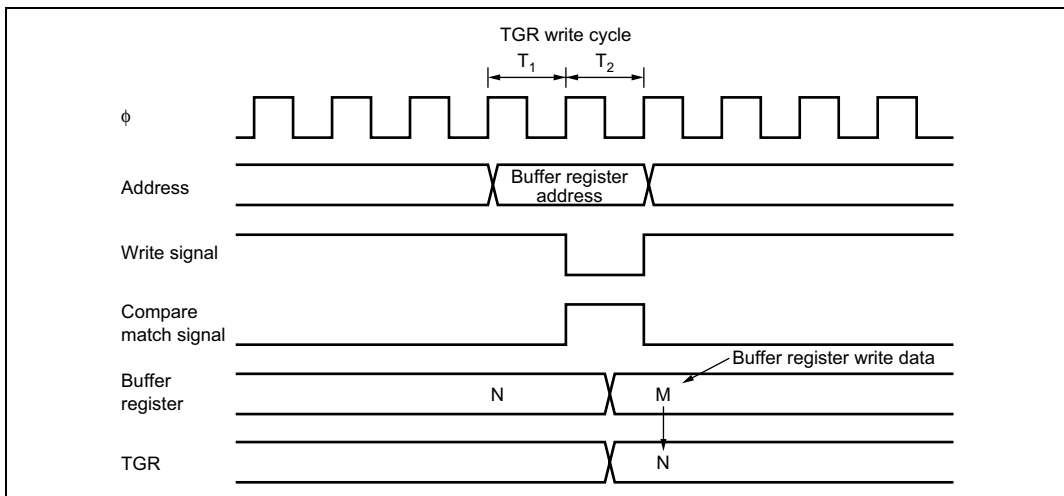 TGR write cycle
T1 T2
ϕ
Address
Buffer register
address
Write signal
Compare
match signal
Buffer register write data
Buffer
register
N M
TGR
N